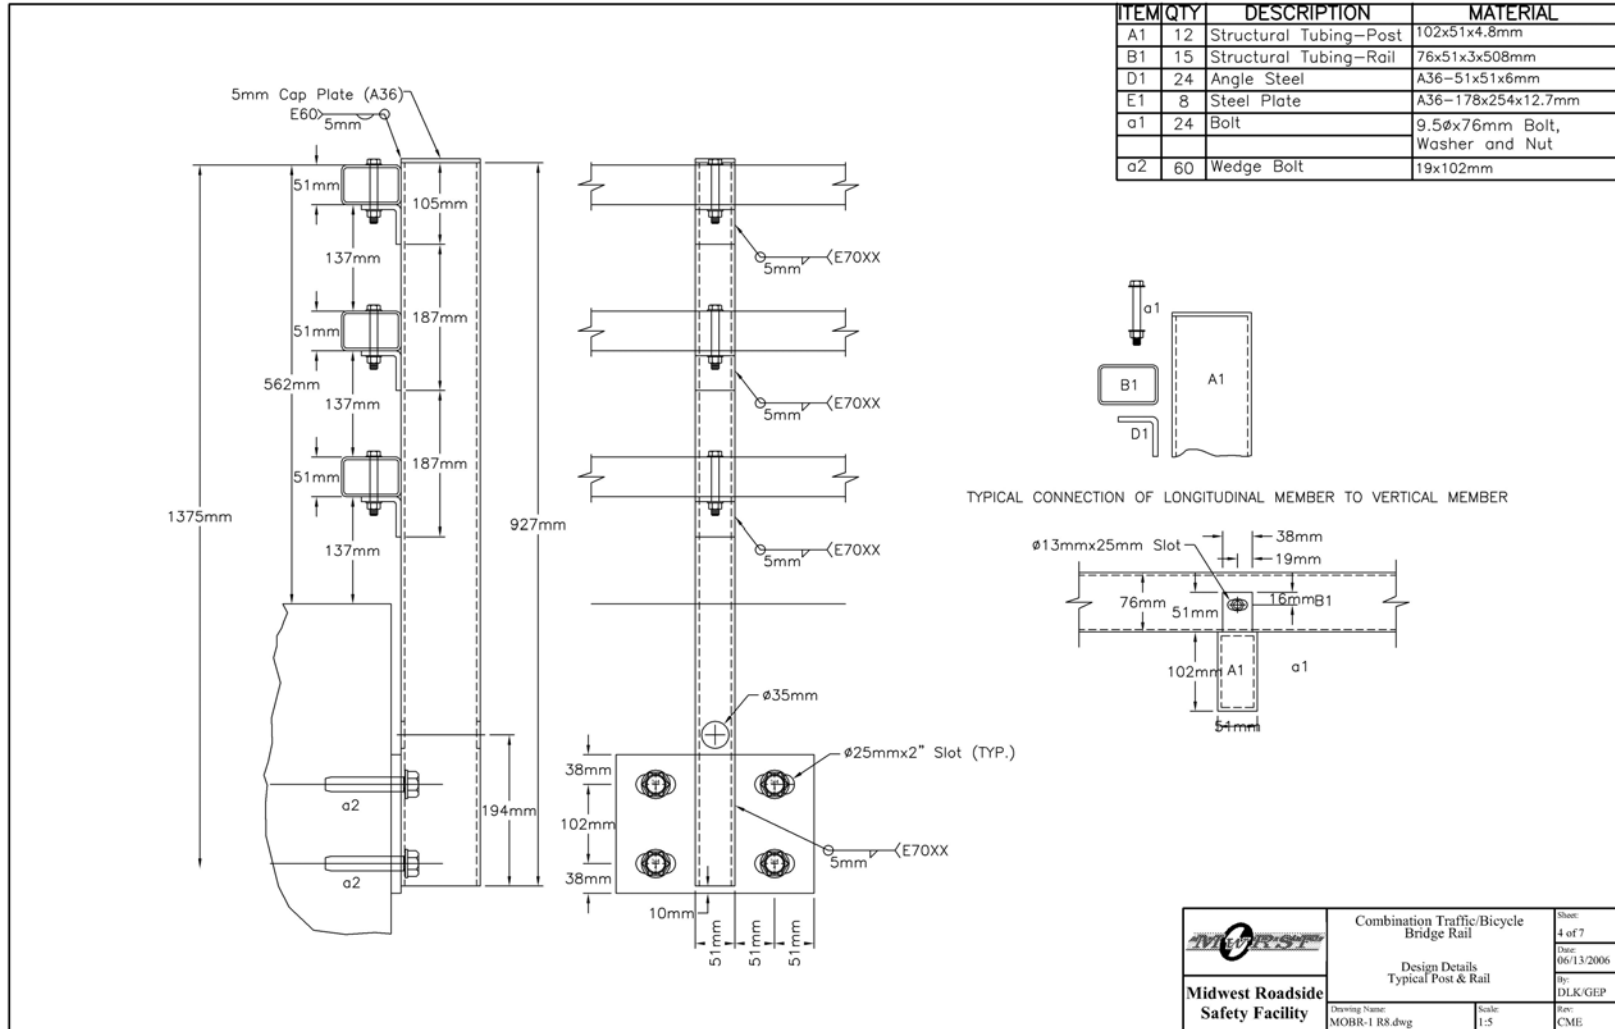 ITEM QTY DESCRIPTION MATERIAL
A1 12 Structural Tubing-Post 102x51x4.8mm
B1 15 Structural Tubing-Rail 76x51x3x508mm
D1 24 Angle Steel A36-51x51x6mm
E1 8 Steel Plate A36-178x254x12.7mm
a1 24 Bolt 9.5øx76mm Bolt,
Washer and Nut
a2 60 Wedge Bolt 19x102mm
5mm Cap Plate (A36)
E60
5mm
51mm
105mm
137mm
187mm
51mm
562mm
137mm
187mm
51mm
1375mm
927mm
137mm
194mm
a2
a2
5mm
E70XX
5mm
E70XX
5mm
E70XX
ø35mm
ø25mmx2" Slot (TYP.)
38mm
102mm
38mm
5mm
E70XX
10mm
51mm
51mm
51mm
a1
B1
A1
D1
TYPICAL CONNECTION OF LONGITUDINAL MEMBER TO VERTICAL MEMBER
ø13mmx25mm Slot
38mm
19mm
76mm
51mm
16mm
B1
102mm
A1
a1
51mm
MwRSF
Midwest Roadside
Safety Facility
Combination Traffic/Bicycle
Bridge Rail
Design Details
Typical Post & Rail
Drawing Name:
MOBR-1 R8.dwg
Scale:
1:5
Sheet:
4 of 7
Date:
06/13/2006
By:
DLK/GEP
Rev:
CME